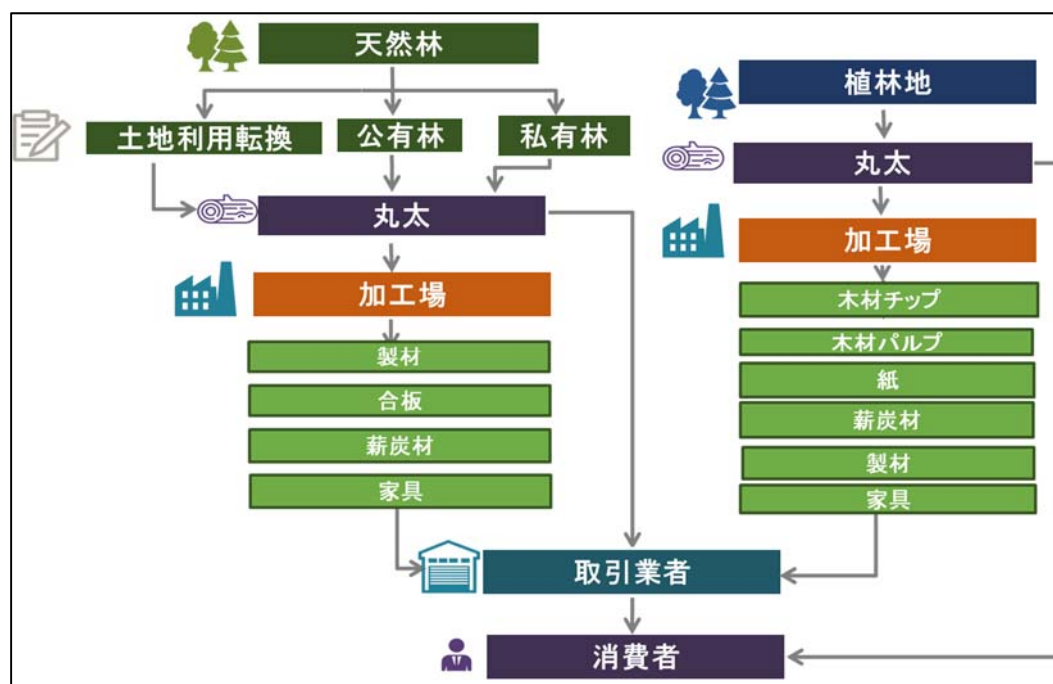 天然林
土地利用転換
公有林
私有林
丸太
加工場
製材
合板
薪炭材
家具
植林地
丸太
加工場
木材チップ
木材パルプ
紙
薪炭材
製材
家具
取引業者
消費者